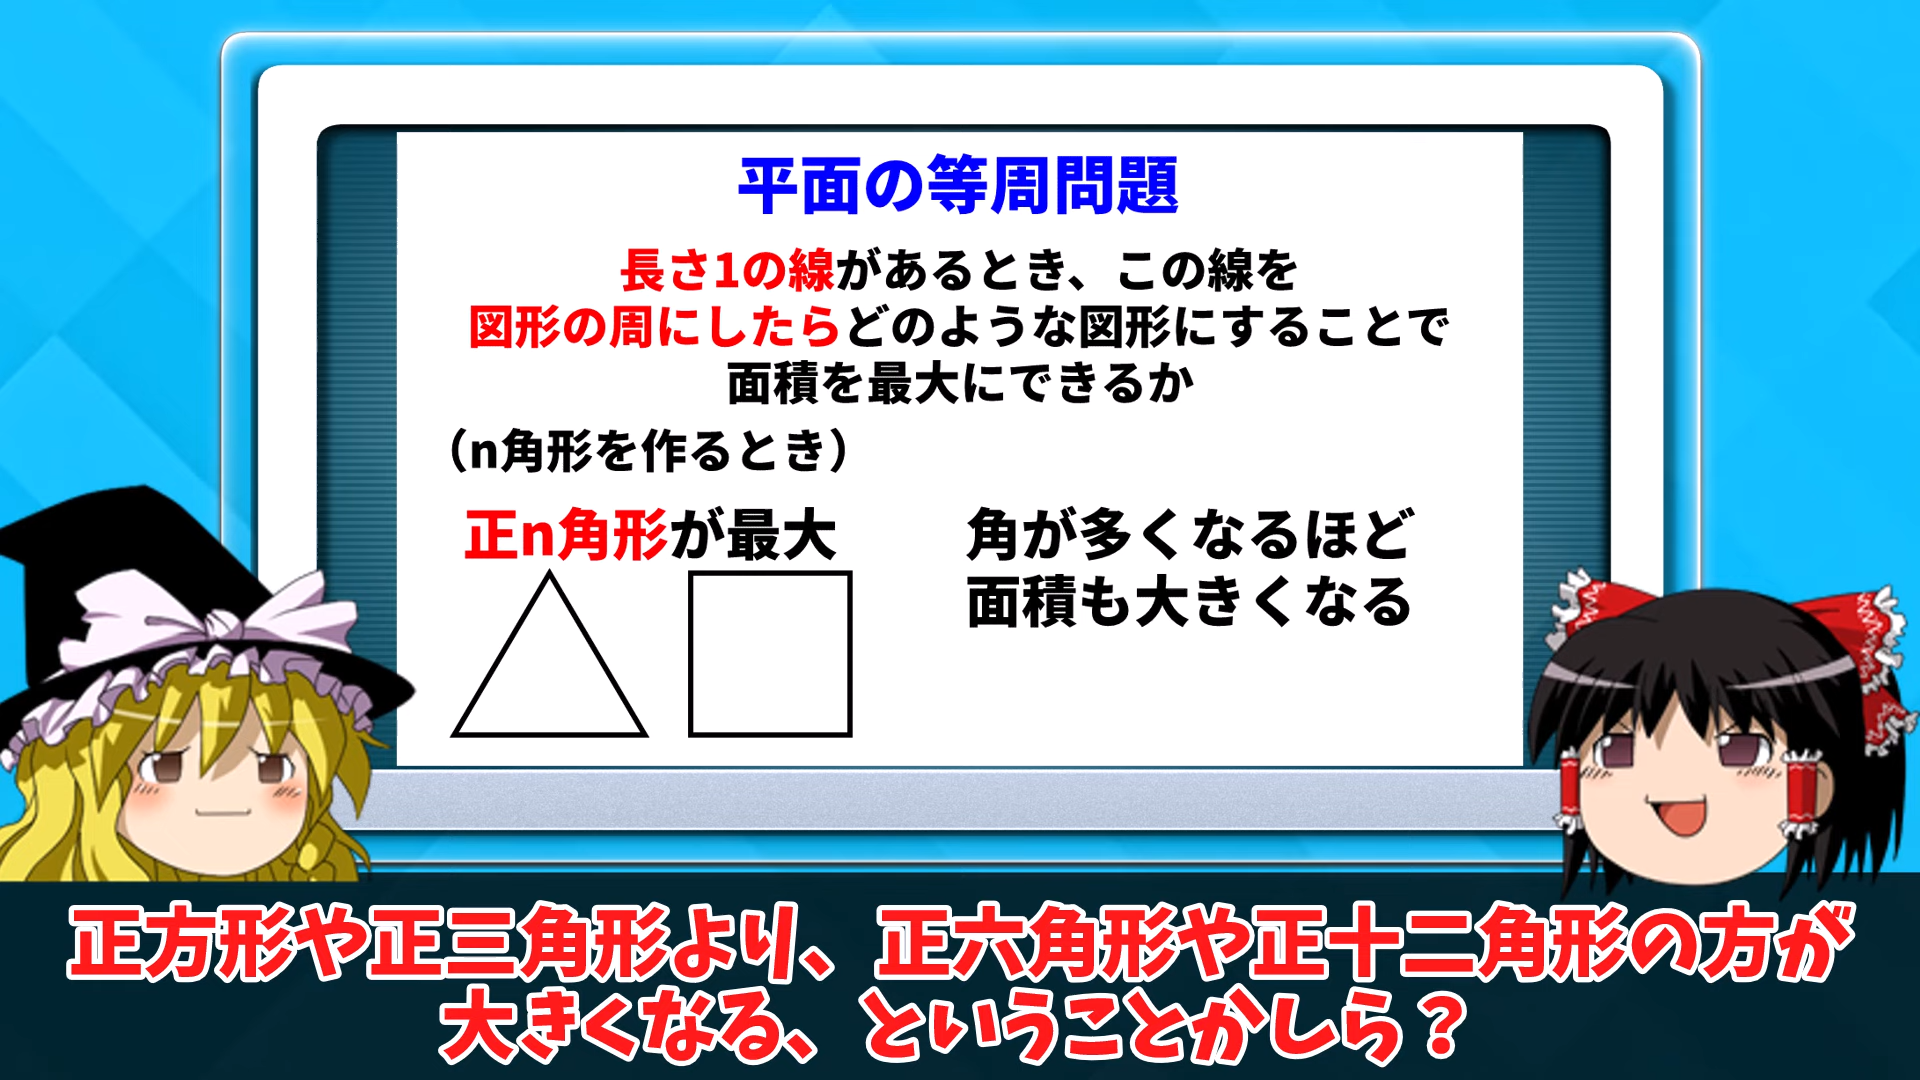 平面の等周問題
長さ1の線があるとき、この線を
図形の周にしたらどのような図形にすることで
面積を最大にできるか
（n角形を作るとき）
正n角形が最大
角が多くなるほど
面積も大きくなる
正方形や正三角形より、正六角形や正十二角形の方が
大きくなる、ということかしら？